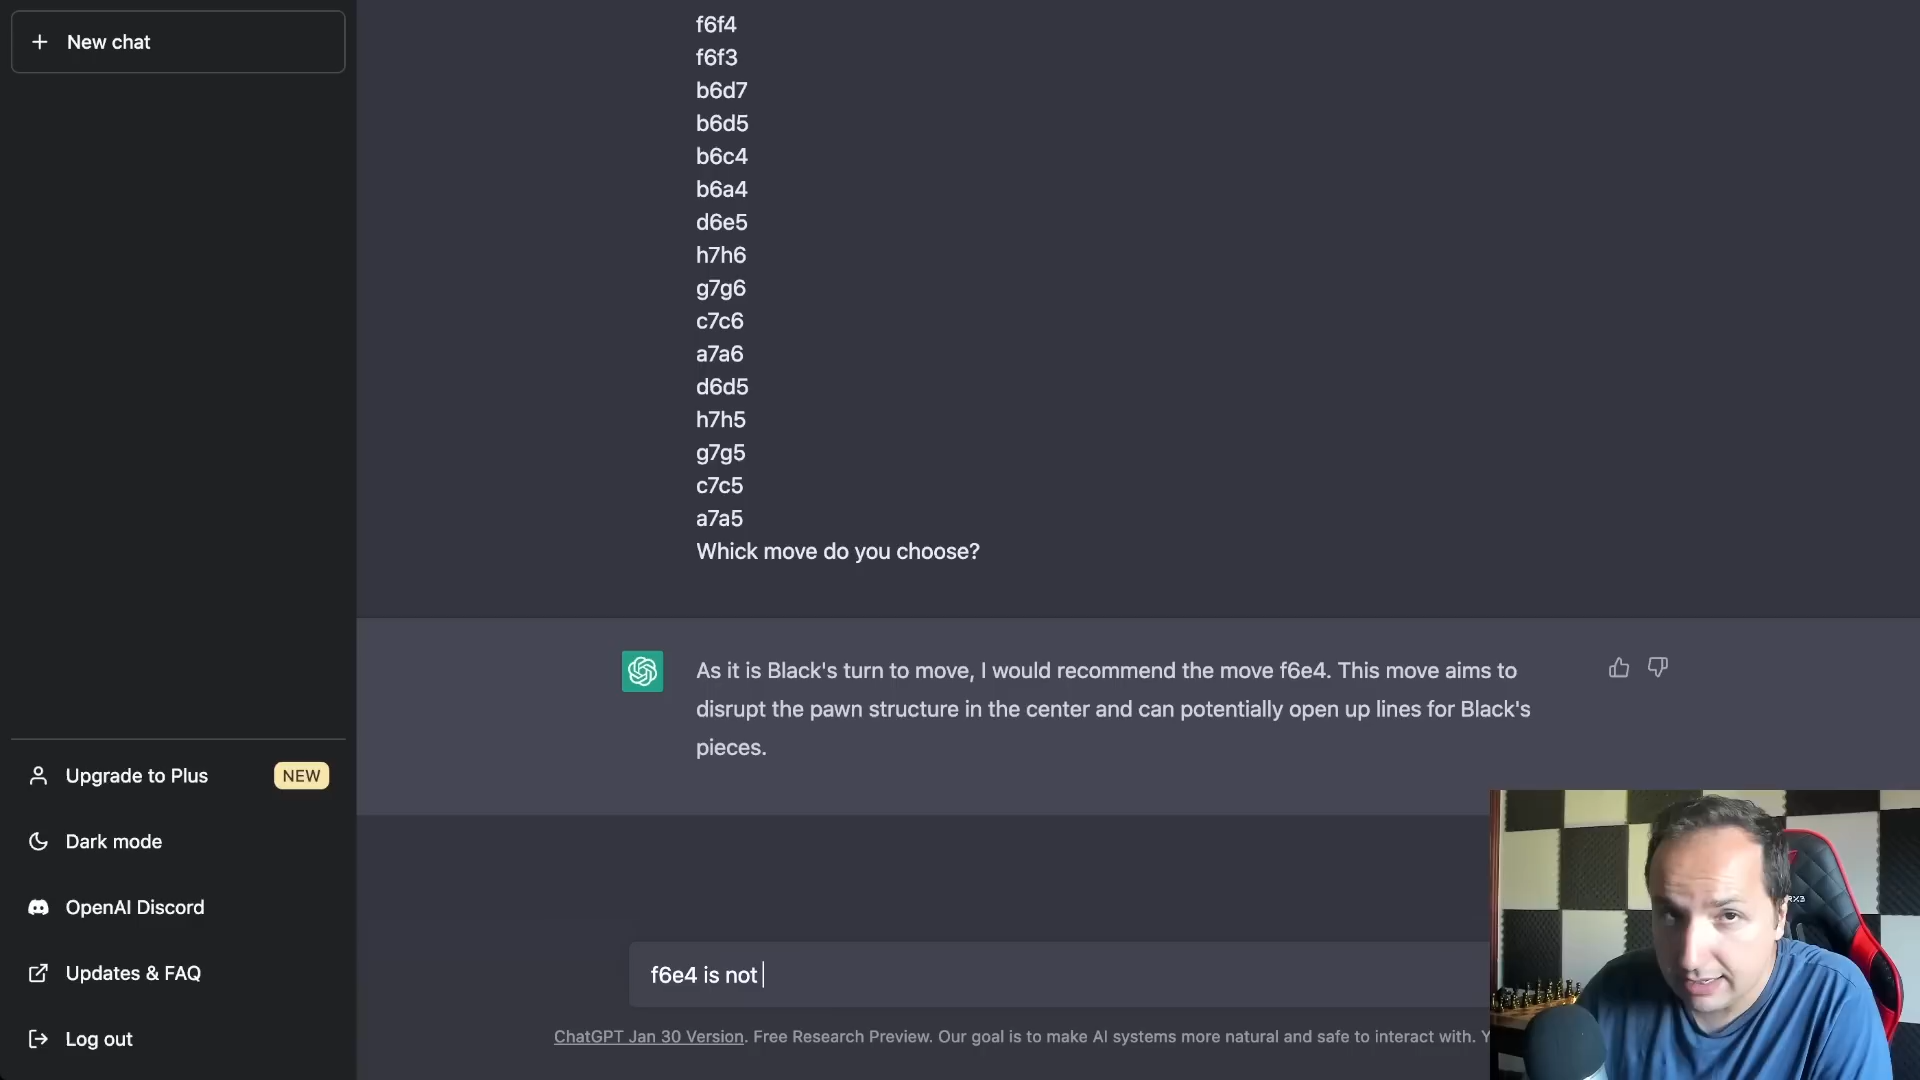 New chat
f6f4
f6f3
b6d7
b6d5
b6c4
b6a4
d6e5
h7h6
g7g6
c7c6
a7a6
d6d5
h7h5
g7g5
c7c5
a7a5
Whick move do you choose?
As it is Black's turn to move, I would recommend the move f6e4. This move aims to
disrupt the pawn structure in the center and can potentially open up lines for Black's
pieces.
Upgrade to Plus NEW
Dark mode
OpenAI Discord
Updates & FAQ
Log out
f6e4 is not
ChatGPT Jan 30 Version. Free Research Preview. Our goal is to make AI systems more natural and safe to interact with. Y
RX3